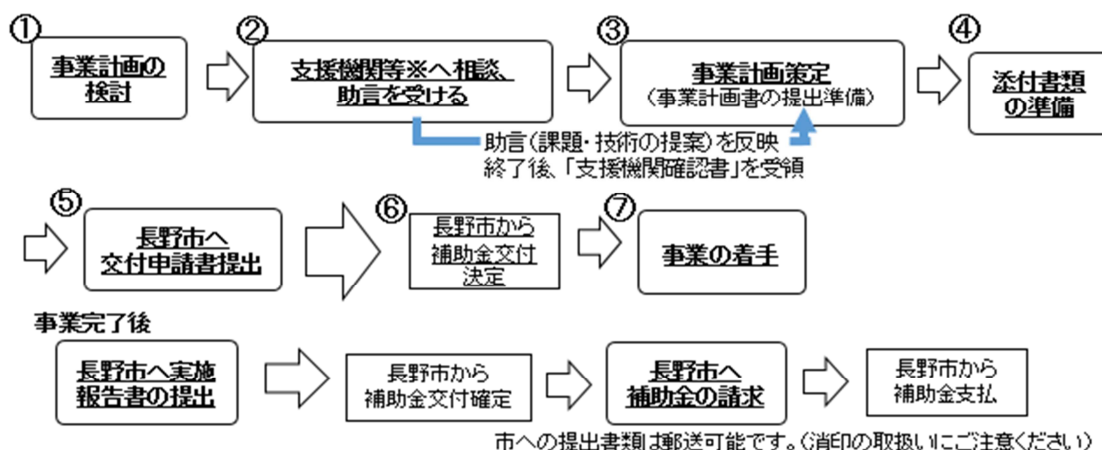 ①
事業計画の
検討
②
支援機関等※へ相談、
助言を受ける
③
事業計画策定
（事業計画書の提出準備）
④
添付書類
の準備
助言（課題・技術の提案）を反映
終了後、「支援機関確認書」を受領
⑤
長野市へ
交付申請書提出
⑥
長野市から
補助金交付
決定
⑦
事業の着手
事業完了後
長野市へ実施
報告書の提出
長野市から
補助金交付確定
長野市へ
補助金の請求
長野市から
補助金支払
市への提出書類は郵送可能です。（消印の取扱いにご注意ください）